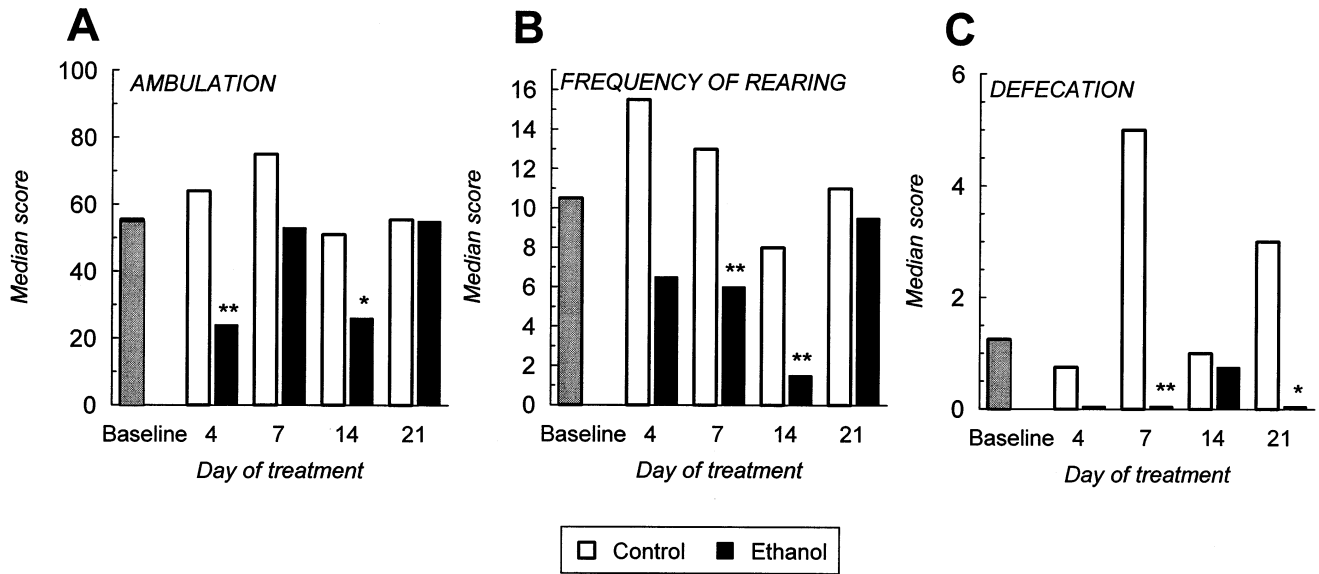 A
AMBULATION
Median score
100
80
60
40
20
0
**
*
Baseline 4 7 14 21
Day of treatment
B
FREQUENCY OF REARING
Median score
16
14
12
10
8
6
4
2
0
**
**
Baseline 4 7 14 21
Day of treatment
C
DEFECATION
Median score
6
4
2
0
**
*
Baseline 4 7 14 21
Day of treatment
Control Ethanol